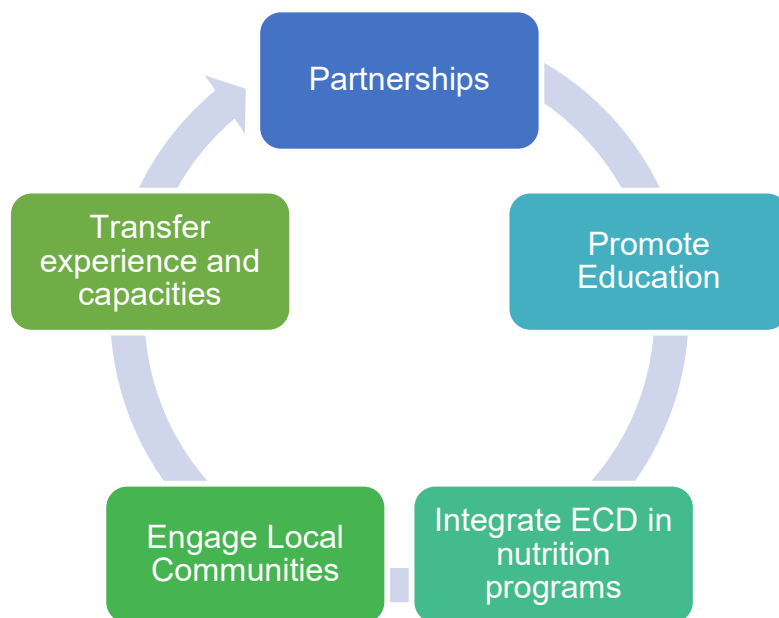 Partnerships
Promote
Education
Integrate ECD in
nutrition
programs
Engage Local
Communities
Transfer
experience and
capacities